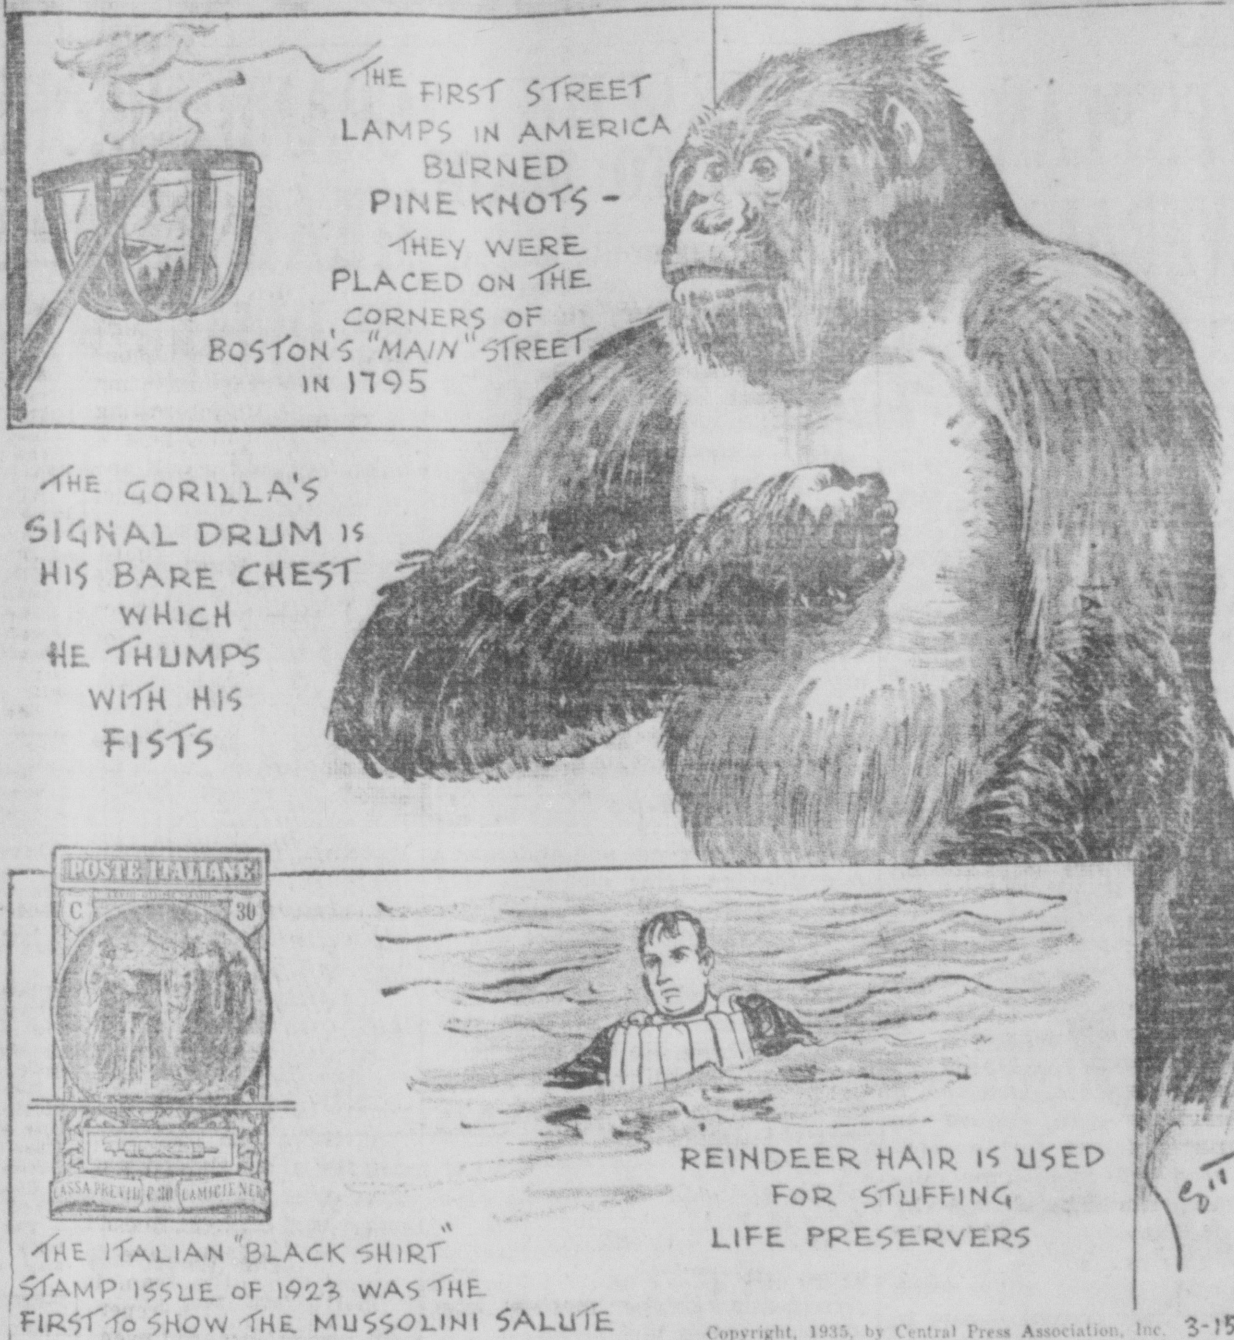 THE FIRST STREET
LAMPS IN AMERICA
BURNED
PINE KNOTS -
THEY WERE
PLACED ON THE
CORNERS OF
BOSTON'S "MAIN" STREET
IN 1795
THE GORILLA'S
SIGNAL DRUM IS
HIS BARE CHEST
WHICH
HE THUMPS
WITH HIS
FISTS
POSTE ITALIANE
C 30
REINDEER HAIR IS USED
FOR STUFFING
LIFE PRESERVERS
THE ITALIAN "BLACK SHIRT"
STAMP ISSUE OF 1923 WAS THE
FIRST TO SHOW THE MUSSOLINI SALUTE
Copyright, 1935, by Central Press Association, Inc. 3-15